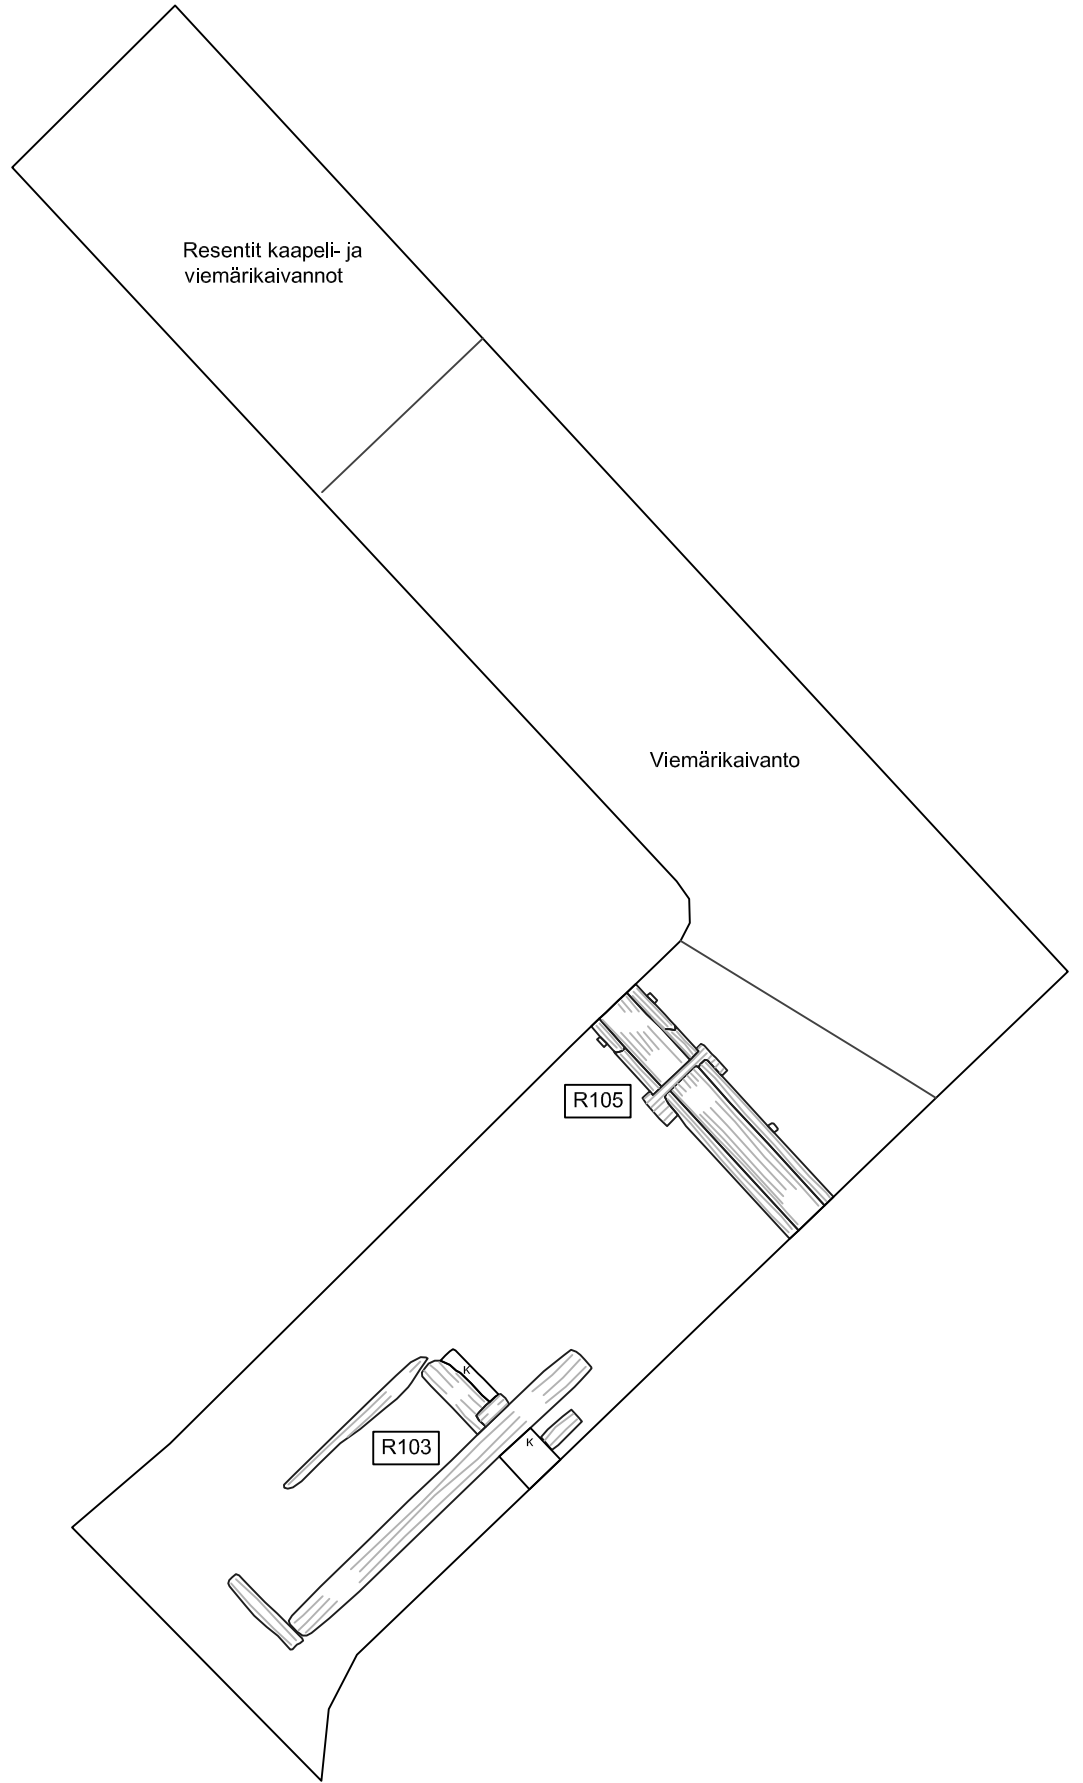 Resentit kaapeli- ja
viemärikaivannot
Viemärikaivanto
R105
K
R103
K